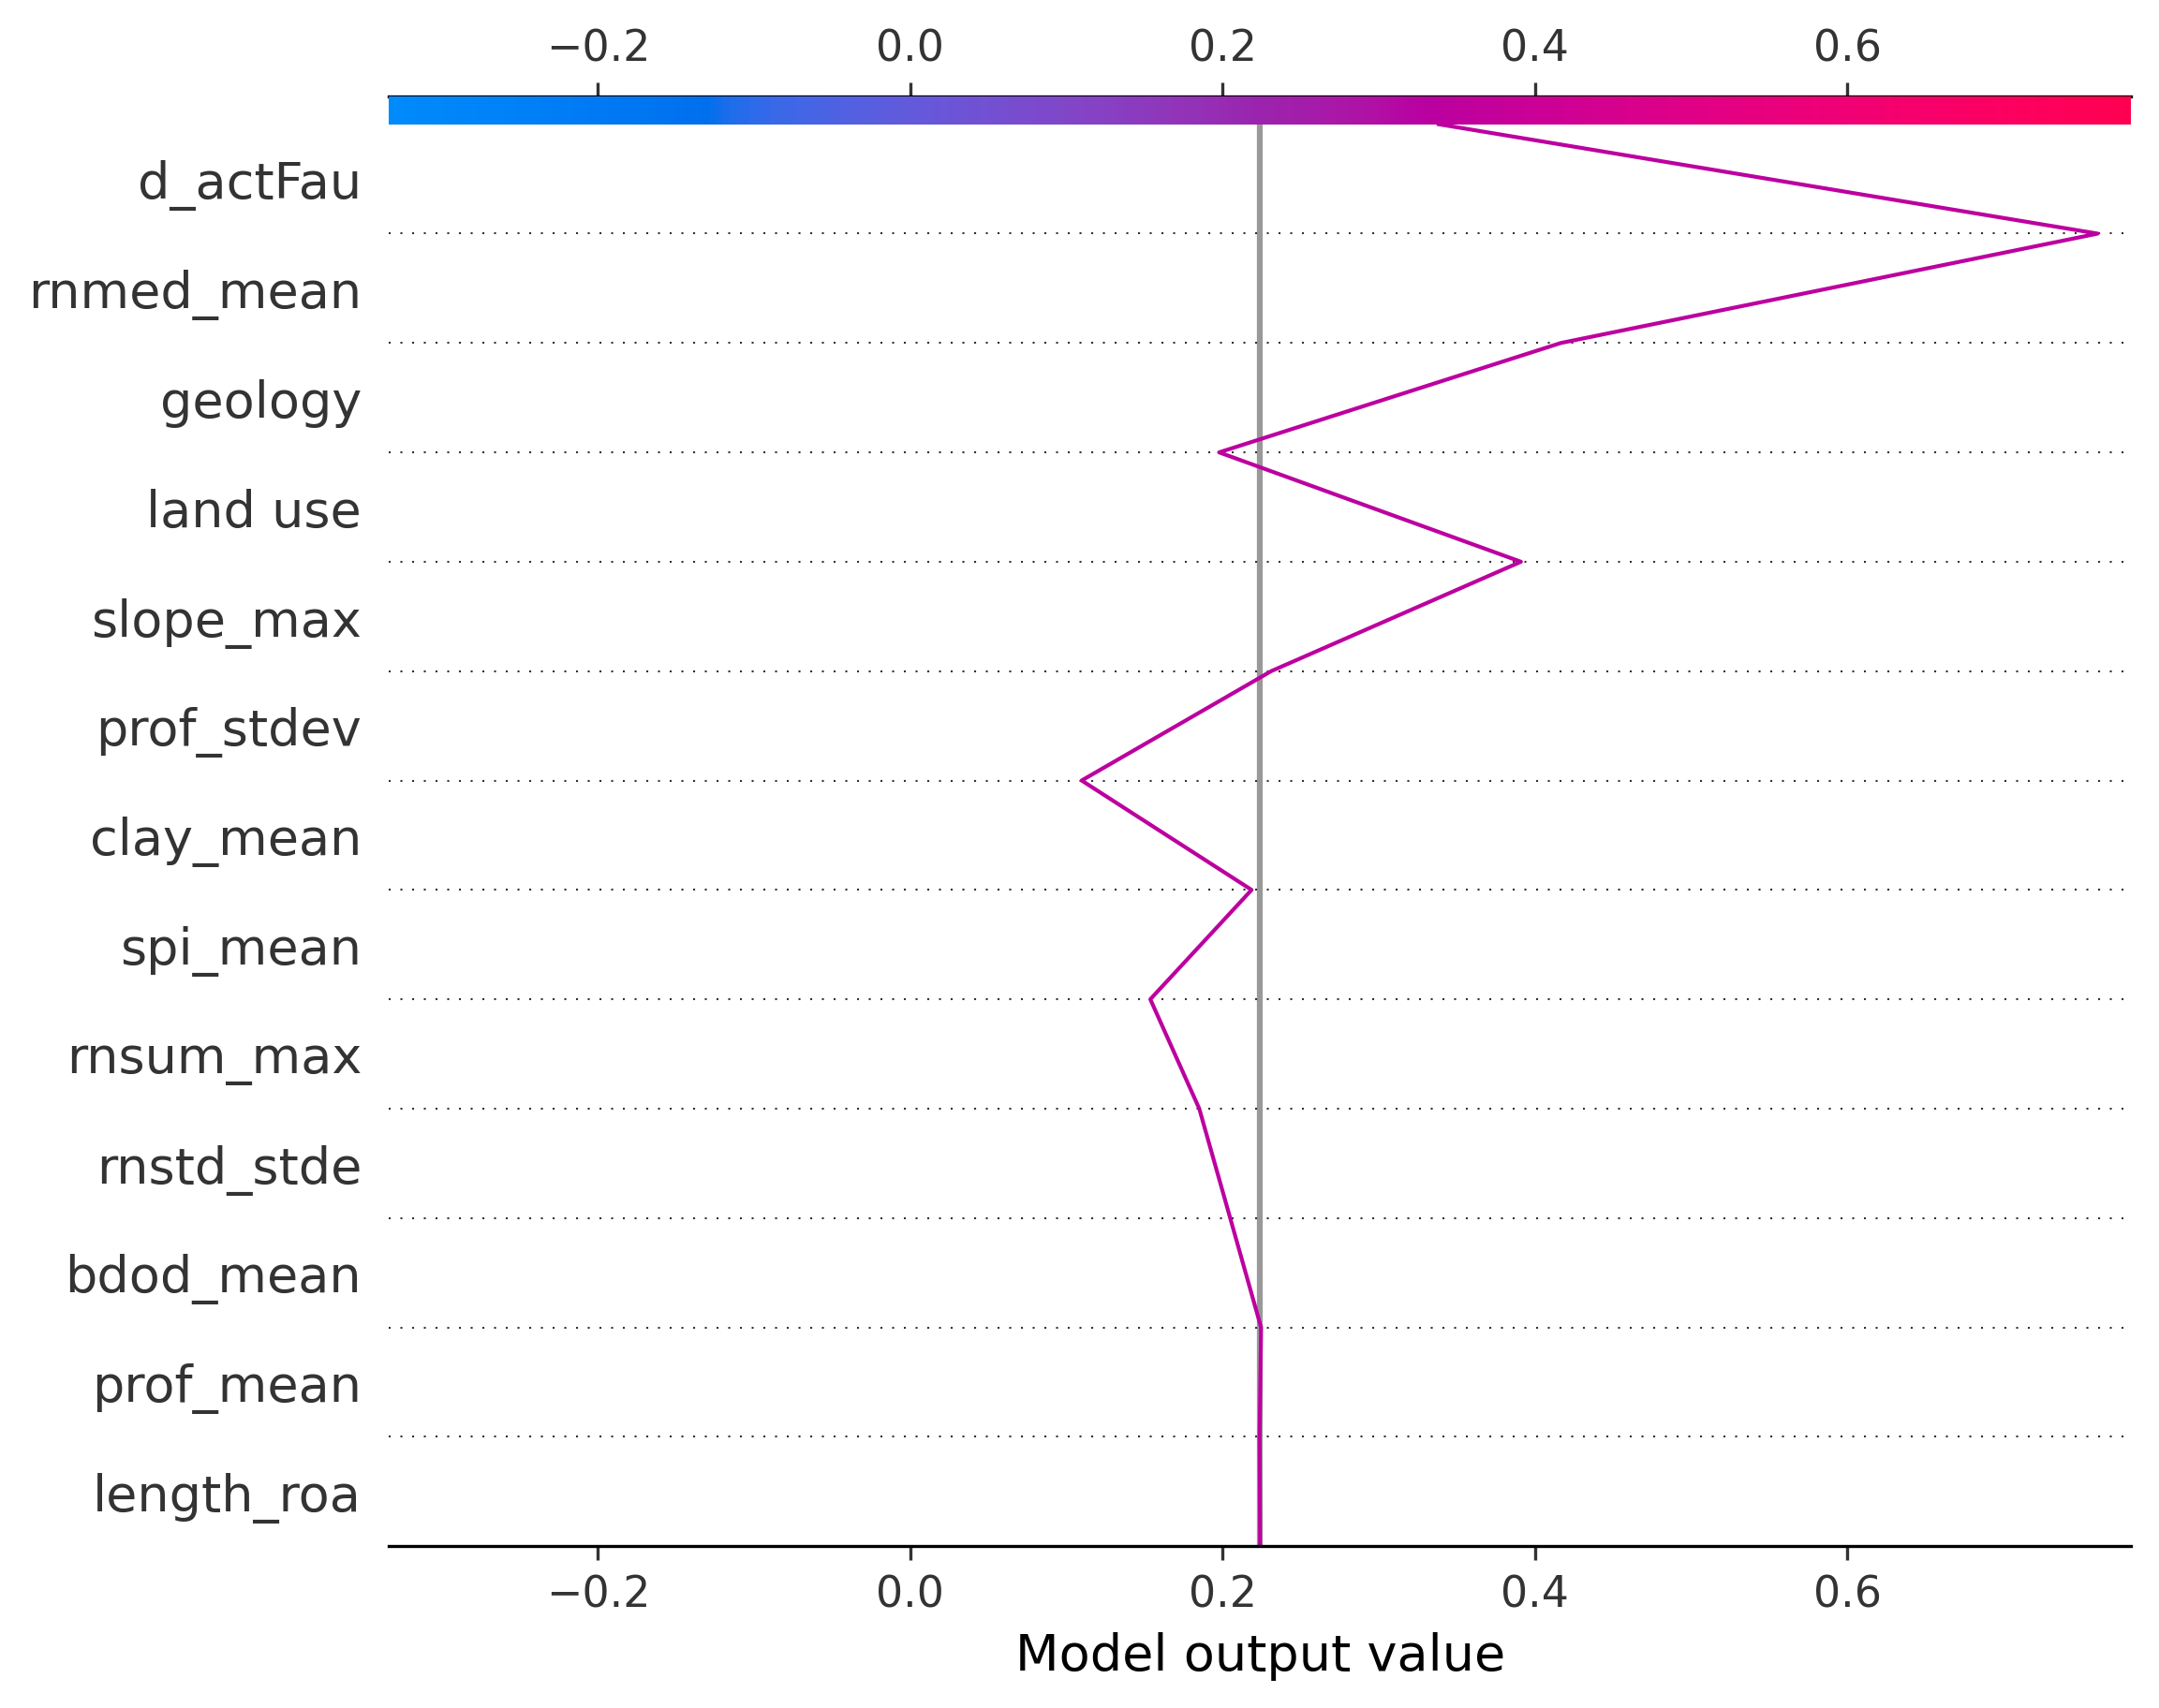 −0.2 0.0 0.2 0.4 0.6
d_actFau
rnmed_mean
geology
land use
slope_max
prof_stdev
clay_mean
spi_mean
rnsum_max
rnstd_stde
bdod_mean
prof_mean
length_roa
−0.2 0.0 0.2 0.4 0.6
Model output value